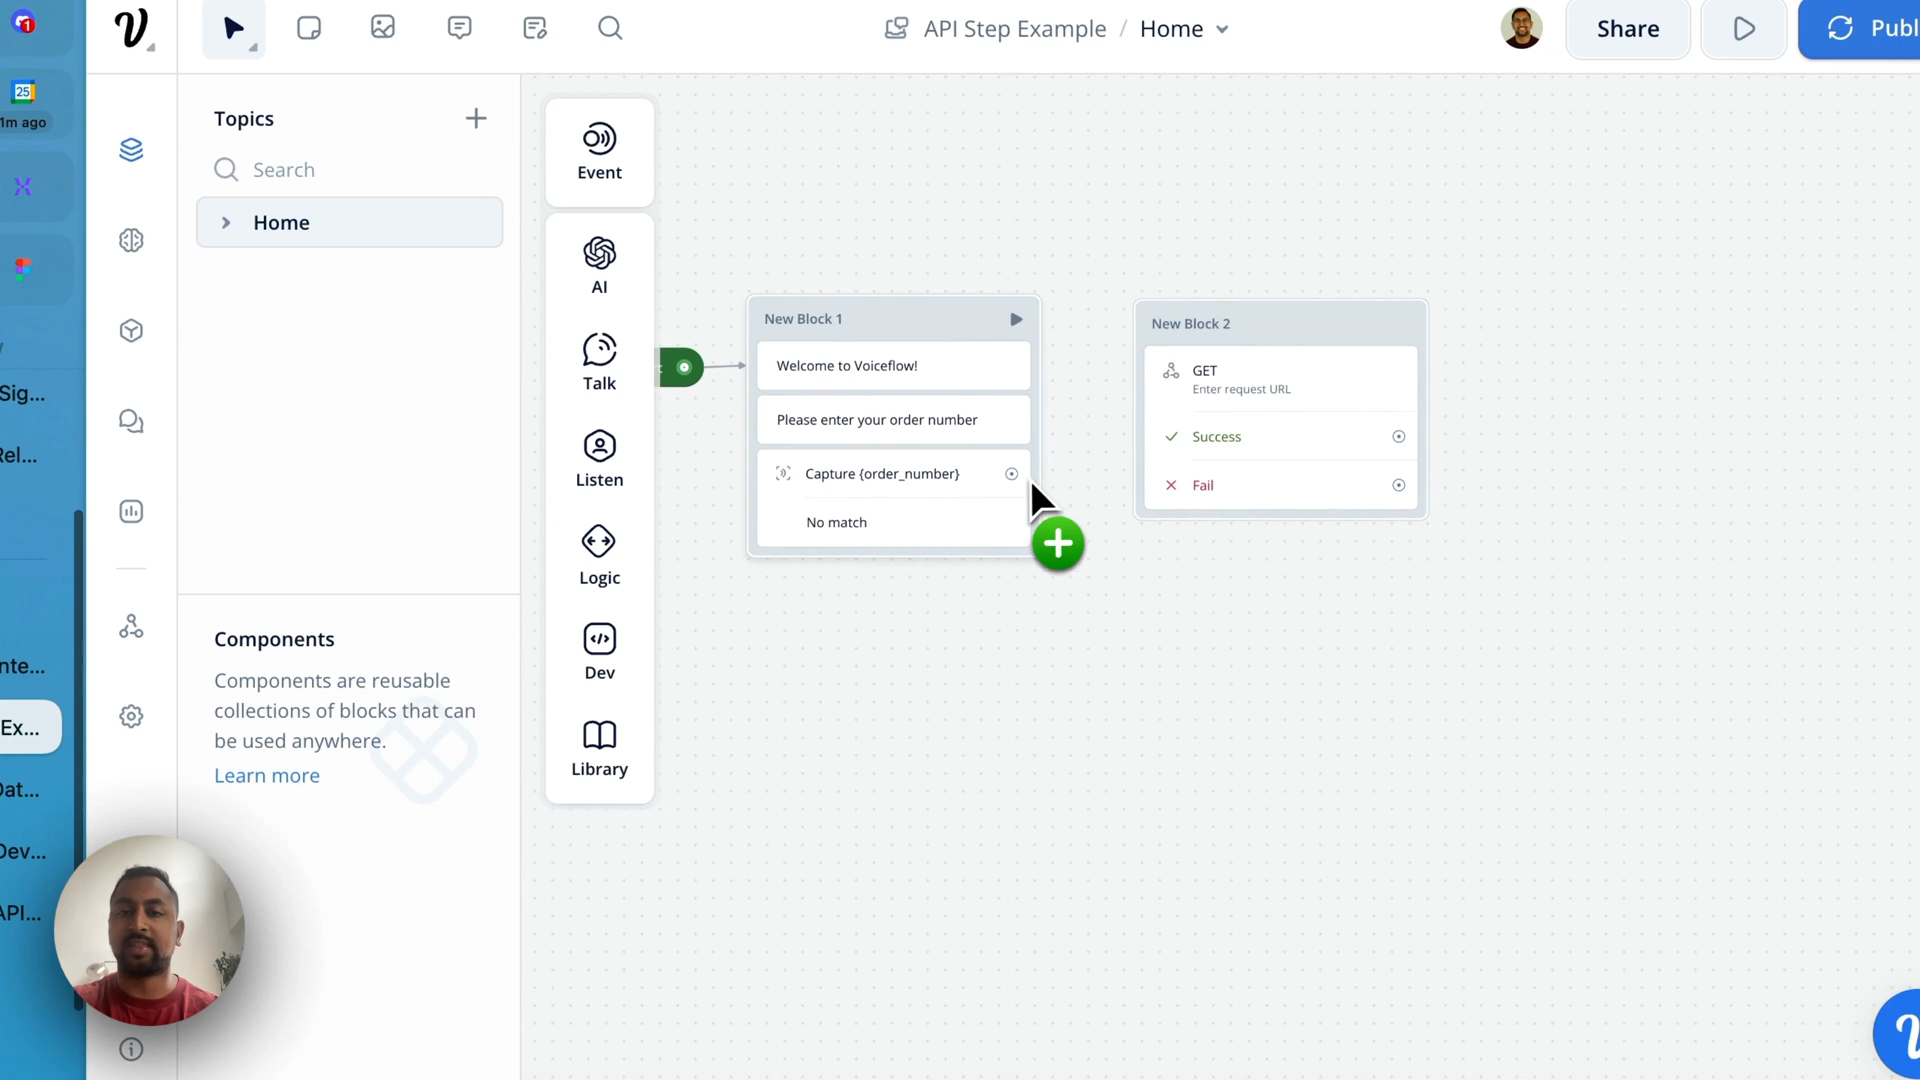 1
25
1m ago
Sig...
Rel...
nte...
Ex...
Dat...
Dev...
API...
API Step Example / Home
Share
Publ
Topics
Search
Home
Components
Components are reusable
collections of blocks that can
be used anywhere.
Learn more
Event
AI
Talk
Listen
Logic
Dev
Library
New Block 1
Welcome to Voiceflow!
Please enter your order number
Capture {order_number}
No match
New Block 2
GET
Enter request URL
Success
Fail